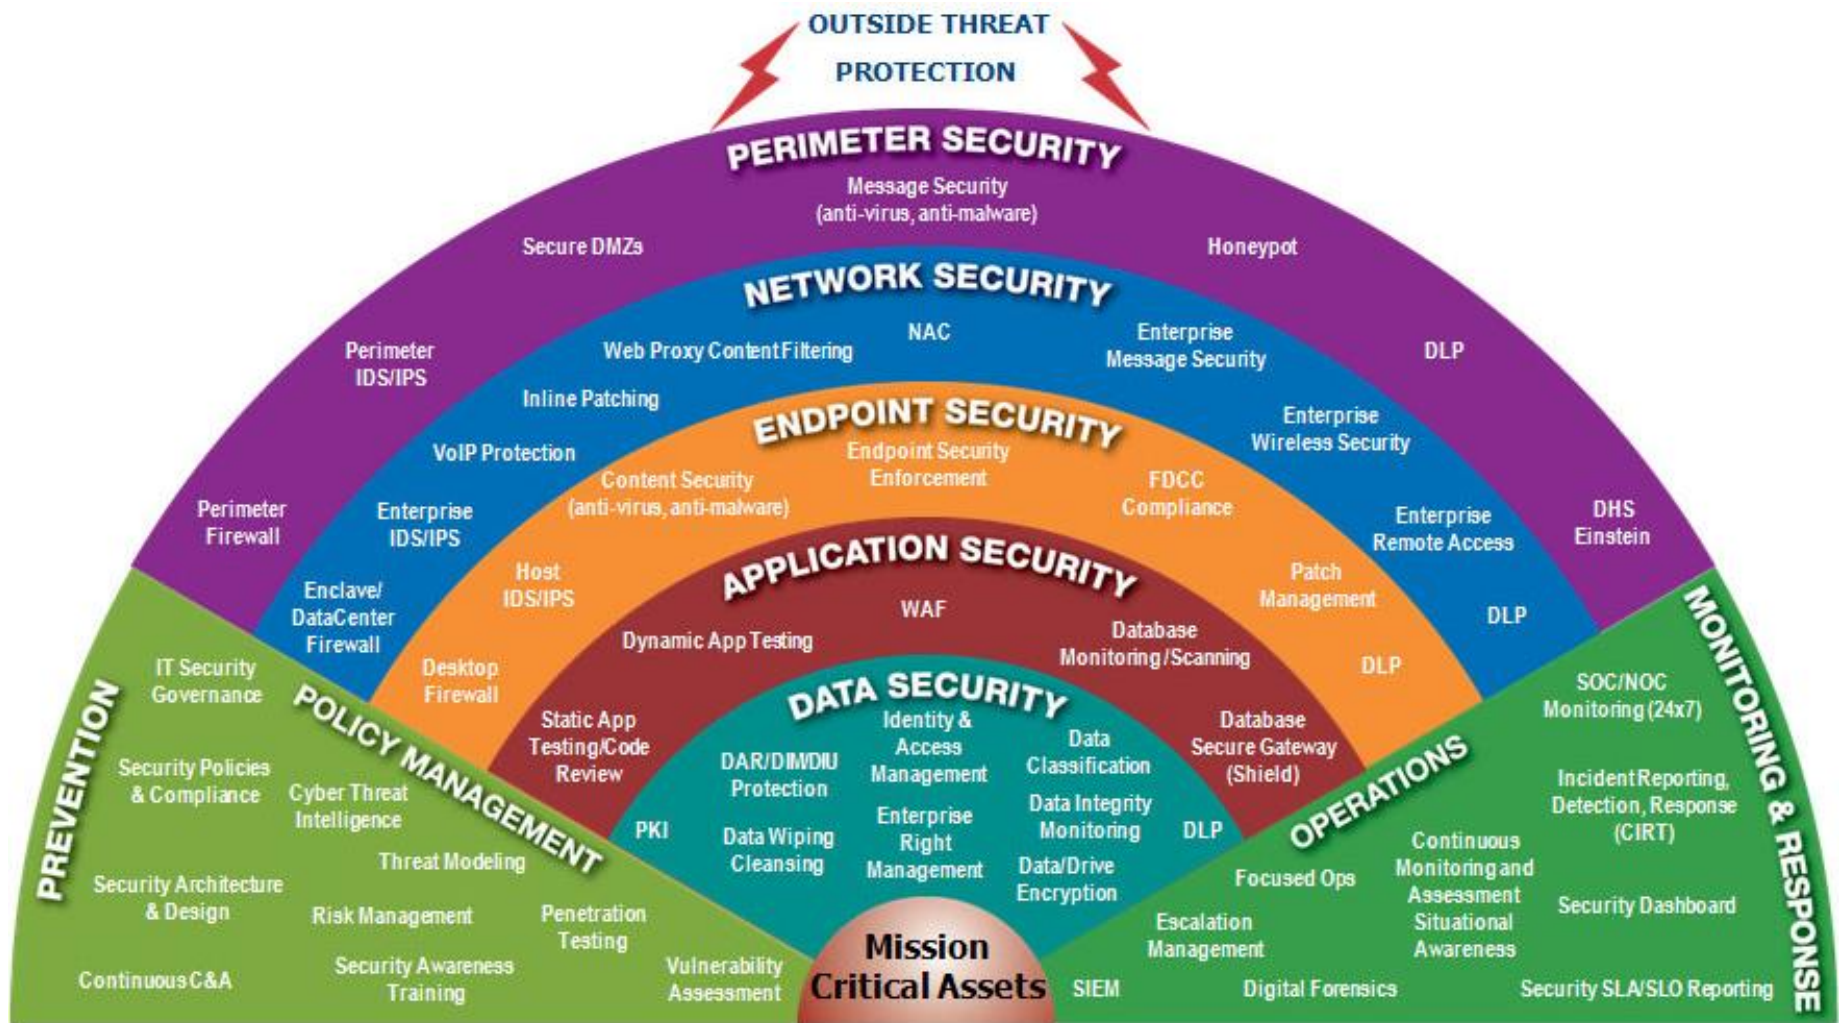 OUTSIDE THREAT
PROTECTION
PERIMETER SECURITY
Message Security
(anti-virus, anti-malware)
Secure DMZs
Honeypot
Perimeter
IDS/IPS
DLP
Perimeter
Firewall
DHS
Einstein
NETWORK SECURITY
NAC
Web Proxy Content Filtering
Enterprise
Message Security
Inline Patching
Enterprise
Wireless Security
VoIP Protection
Enterprise
IDS/IPS
Enterprise
Remote Access
Enclave/
DataCenter
Firewall
DLP
ENDPOINT SECURITY
Endpoint Security
Enforcement
Content Security
(anti-virus, anti-malware)
FDCC
Compliance
Host
IDS/IPS
Patch
Management
Desktop
Firewall
DLP
APPLICATION SECURITY
WAF
Dynamic App Testing
Database
Monitoring/Scanning
Static App
Testing/Code
Review
Database
Secure Gateway
(Shield)
DATA SECURITY
Identity &
Access
Management
DAR/DIM/DIU
Protection
Data
Classification
PKI
Data Wiping
Cleansing
Enterprise
Right
Management
Data Integrity
Monitoring
DLP
Data/Drive
Encryption
Mission
Critical Assets
PREVENTION
POLICY MANAGEMENT
IT Security
Governance
Security Policies
& Compliance
Cyber Threat
Intelligence
Threat Modeling
Security Architecture
& Design
Risk Management
Penetration
Testing
Continuous C&A
Security Awareness
Training
Vulnerability
Assessment
OPERATIONS
MONITORING & RESPONSE
SOC/NOC
Monitoring (24x7)
Incident Reporting,
Detection, Response
(CIRT)
Focused Ops
Continuous
Monitoring and
Assessment
Situational
Awareness
Security Dashboard
Escalation
Management
SIEM
Digital Forensics
Security SLA/SLO Reporting